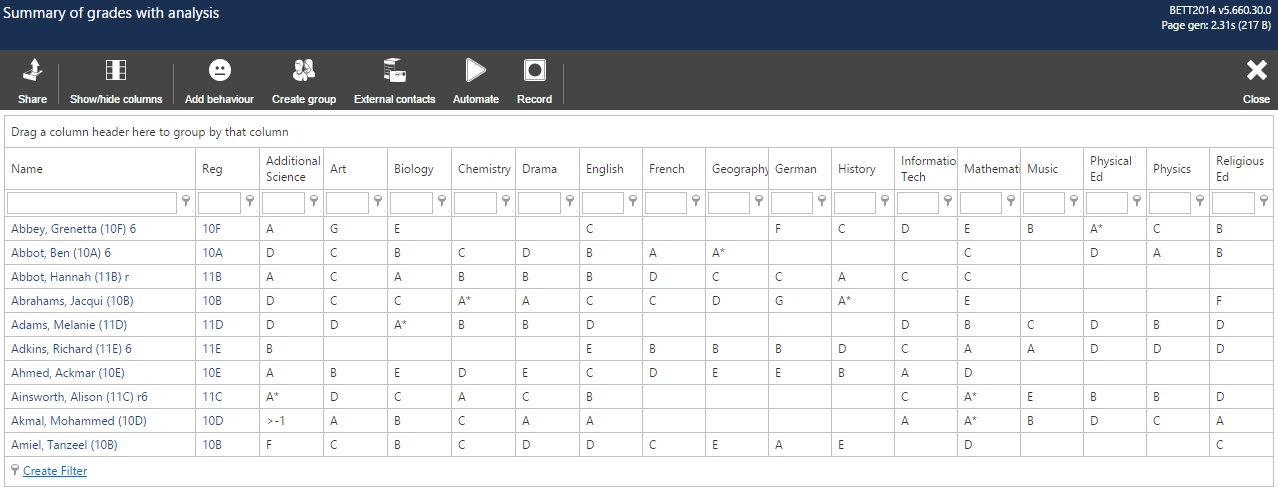 Summary of grades with analysis
BETT2014 v5.660.30.0
Page gen: 2.31s (217 B)
Share Show/hide columns Add behaviour Create group External contacts Automate Record Close
Drag a column header here to group by that column
Name Reg Additional Science Art Biology Chemistry Drama English French Geography German History Informatio Tech Mathemati Music Physical Ed Physics Religious Ed
Abbey, Grenetta (10F) 6 10F A G E C F C D E B A* C B
Abbot, Ben (10A) 6 10A D C B C D B A A* C D A B
Abbot, Hannah (11B) r 11B A C A B B B D C C A C C
Abrahams, Jacqui (10B) 10B D C C A* A C C D G A* E F
Adams, Melanie (11D) 11D D D A* B B D D B C D B D
Adkins, Richard (11E) 6 11E B E B B B D C A A D D D
Ahmed, Ackmar (10E) 10E A B E D E C D E E B A D
Ainsworth, Alison (11C) r6 11C A* D C A C B C A* E B B D
Akmal, Mohammed (10D) 10D >-1 A B C A A A A* B D C A
Amiel, Tanzeel (10B) 10B F C B C D D C E A E D C
Create Filter